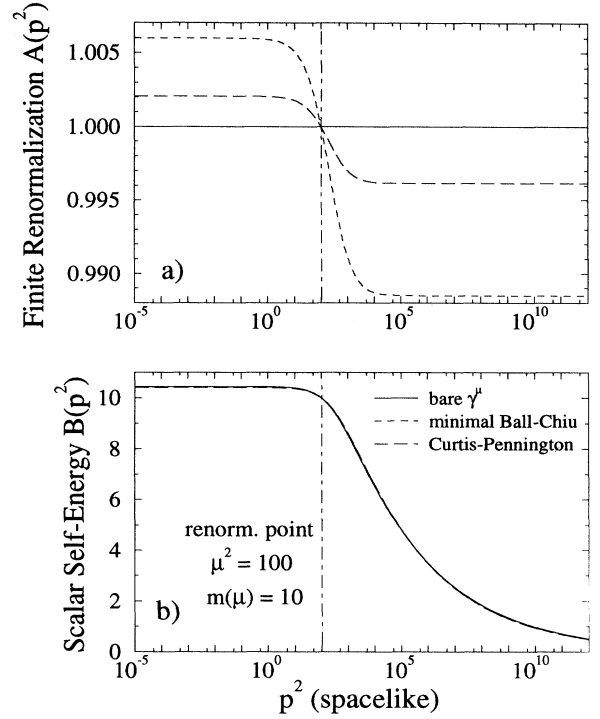 Finite Renormalization A(p²)
1.005
1.000
0.995
0.990
a)
10⁻⁵ 10⁰ 10⁵ 10¹⁰
Scalar Self-Energy B(p²)
10
8
6
4
2
0
bare γ^μ
minimal Ball-Chiu
Curtis-Pennington
renorm. point
μ² = 100
m(μ) = 10
b)
10⁻⁵ 10⁰ 10⁵ 10¹⁰
p² (spacelike)